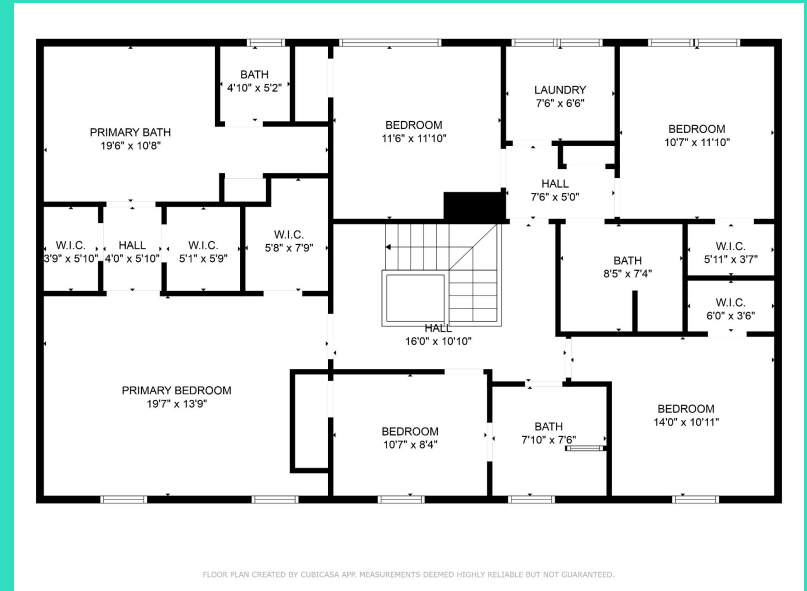 BATH
4'10" x 5'2"
PRIMARY BATH
19'6" x 10'8"
BEDROOM
11'6" x 11'10"
LAUNDRY
7'6" x 6'6"
BEDROOM
10'7" x 11'10"
HALL
7'6" x 5'0"
W.I.C.
3'9" x 5'10"
HALL
4'0" x 5'10"
W.I.C.
5'1" x 5'9"
W.I.C.
5'8" x 7'9"
BATH
8'5" x 7'4"
W.I.C.
5'11" x 3'7"
W.I.C.
6'0" x 3'6"
HALL
16'0" x 10'10"
PRIMARY BEDROOM
19'7" x 13'9"
BEDROOM
10'7" x 8'4"
BATH
7'10" x 7'6"
BEDROOM
14'0" x 10'11"
FLOOR PLAN CREATED BY CUBICASA APP. MEASUREMENTS DEEMED HIGHLY RELIABLE BUT NOT GUARANTEED.